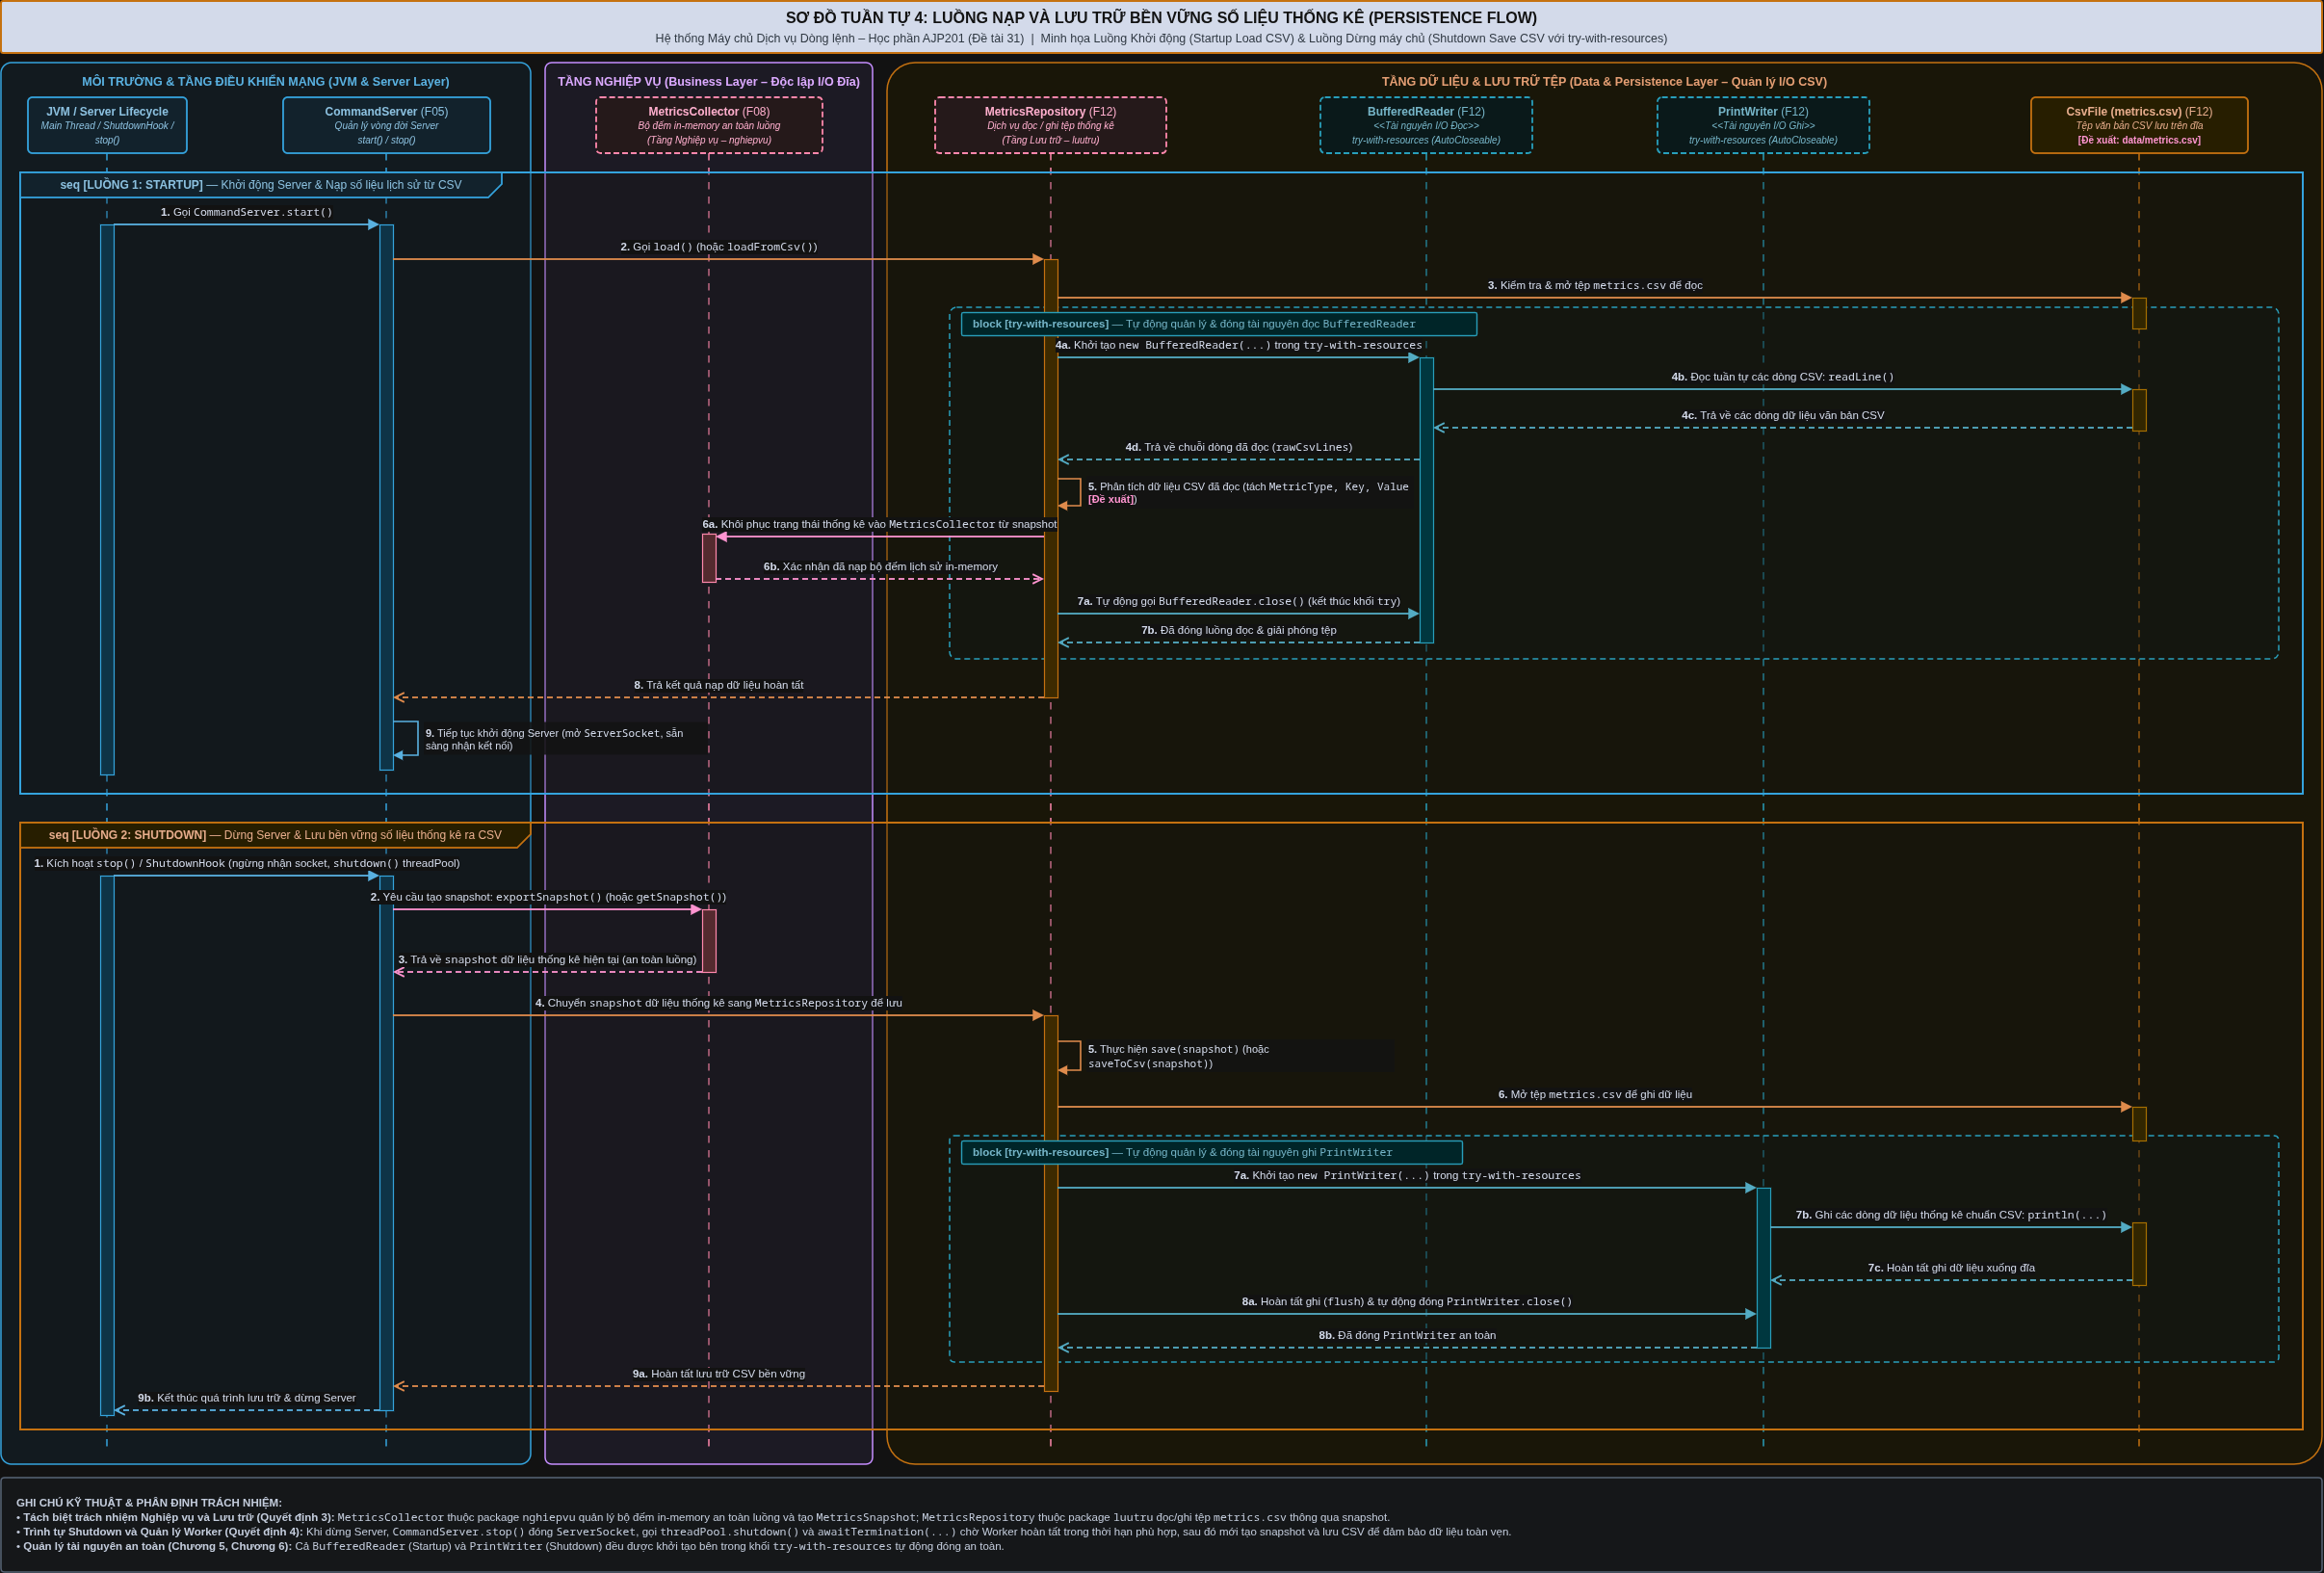 SƠ ĐỒ TUẦN TỰ 4: LUỒNG NẠP VÀ LƯU TRỮ BỀN VỮNG SỐ LIỆU THỐNG KÊ (PERSISTENCE FLOW)
Hệ thống Máy chủ Dịch vụ Dòng lệnh – Học phần AJP201 (Đề tài 31) | Minh họa Luồng Khởi động (Startup Load CSV) & Luồng Dừng máy chủ (Shutdown Save CSV với try-with-resources)
MÔI TRƯỜNG & TẦNG ĐIỀU KHIỂN MẠNG (JVM & Server Layer)
TẦNG NGHIỆP VỤ (Business Layer – Độc lập I/O Đĩa)
TẦNG DỮ LIỆU & LƯU TRỮ TỆP (Data & Persistence Layer – Quản lý I/O CSV)
JVM / Server Lifecycle
Main Thread / ShutdownHook /
stop()
CommandServer (F05)
Quản lý vòng đời Server
start() / stop()
MetricsCollector (F08)
Bộ đếm in-memory an toàn luồng
(Tầng Nghiệp vụ – nghiepvu)
MetricsRepository (F12)
Dịch vụ đọc / ghi tệp thống kê
(Tầng Lưu trữ – luutru)
BufferedReader (F12)
<<Tài nguyên I/O Đọc>>
try-with-resources (AutoCloseable)
PrintWriter (F12)
<<Tài nguyên I/O Ghi>>
try-with-resources (AutoCloseable)
CsvFile (metrics.csv) (F12)
Tệp văn bản CSV lưu trên đĩa
[Đề xuất: data/metrics.csv]
seq [LUỒNG 1: STARTUP] — Khởi động Server & Nạp số liệu lịch sử từ CSV
1. Gọi CommandServer.start()
2. Gọi load() (hoặc loadFromCsv())
3. Kiểm tra & mở tệp metrics.csv để đọc
block [try-with-resources] — Tự động quản lý & đóng tài nguyên đọc BufferedReader
4a. Khởi tạo new BufferedReader(...) trong try-with-resources
4b. Đọc tuần tự các dòng CSV: readLine()
4c. Trả về các dòng dữ liệu văn bản CSV
4d. Trả về chuỗi dòng đã đọc (rawCsvLines)
5. Phân tích dữ liệu CSV đã đọc (tách MetricType, Key, Value
[Đề xuất])
6a. Khôi phục trạng thái thống kê vào MetricsCollector từ snapshot
6b. Xác nhận đã nạp bộ đếm lịch sử in-memory
7a. Tự động gọi BufferedReader.close() (kết thúc khối try)
7b. Đã đóng luồng đọc & giải phóng tệp
8. Trả kết quả nạp dữ liệu hoàn tất
9. Tiếp tục khởi động Server (mở ServerSocket, sẵn
sàng nhận kết nối)
seq [LUỒNG 2: SHUTDOWN] — Dừng Server & Lưu bền vững số liệu thống kê ra CSV
1. Kích hoạt stop() / ShutdownHook (ngừng nhận socket, shutdown() threadPool)
2. Yêu cầu tạo snapshot: exportSnapshot() (hoặc getSnapshot())
3. Trả về snapshot dữ liệu thống kê hiện tại (an toàn luồng)
4. Chuyển snapshot dữ liệu thống kê sang MetricsRepository để lưu
5. Thực hiện save(snapshot) (hoặc
saveToCsv(snapshot))
6. Mở tệp metrics.csv để ghi dữ liệu
block [try-with-resources] — Tự động quản lý & đóng tài nguyên ghi PrintWriter
7a. Khởi tạo new PrintWriter(...) trong try-with-resources
7b. Ghi các dòng dữ liệu thống kê chuẩn CSV: println(...)
7c. Hoàn tất ghi dữ liệu xuống đĩa
8a. Hoàn tất ghi (flush) & tự động đóng PrintWriter.close()
8b. Đã đóng PrintWriter an toàn
9a. Hoàn tất lưu trữ CSV bền vững
9b. Kết thúc quá trình lưu trữ & dừng Server
GHI CHÚ KỸ THUẬT & PHÂN ĐỊNH TRÁCH NHIỆM:
• Tách biệt trách nhiệm Nghiệp vụ và Lưu trữ (Quyết định 3): MetricsCollector thuộc package nghiepvu quản lý bộ đếm in-memory an toàn luồng và tạo MetricsSnapshot; MetricsRepository thuộc package luutru đọc/ghi tệp metrics.csv thông qua snapshot.
• Trình tự Shutdown và Quản lý Worker (Quyết định 4): Khi dừng Server, CommandServer.stop() đóng ServerSocket, gọi threadPool.shutdown() và awaitTermination(...) chờ Worker hoàn tất trong thời hạn phù hợp, sau đó mới tạo snapshot và lưu CSV để đảm bảo dữ liệu toàn vẹn.
• Quản lý tài nguyên an toàn (Chương 5, Chương 6): Cả BufferedReader (Startup) và PrintWriter (Shutdown) đều được khởi tạo bên trong khối try-with-resources tự động đóng an toàn.